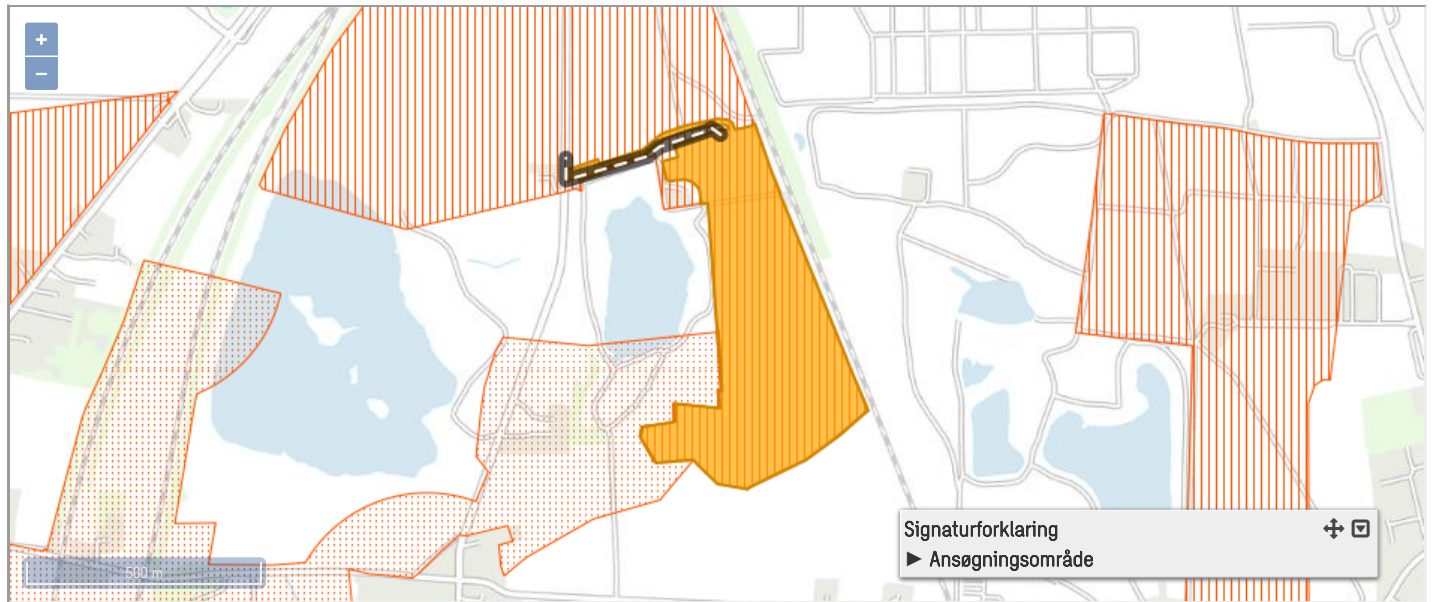 +
−
500 m
Signaturforklaring
► Ansøgningsområde